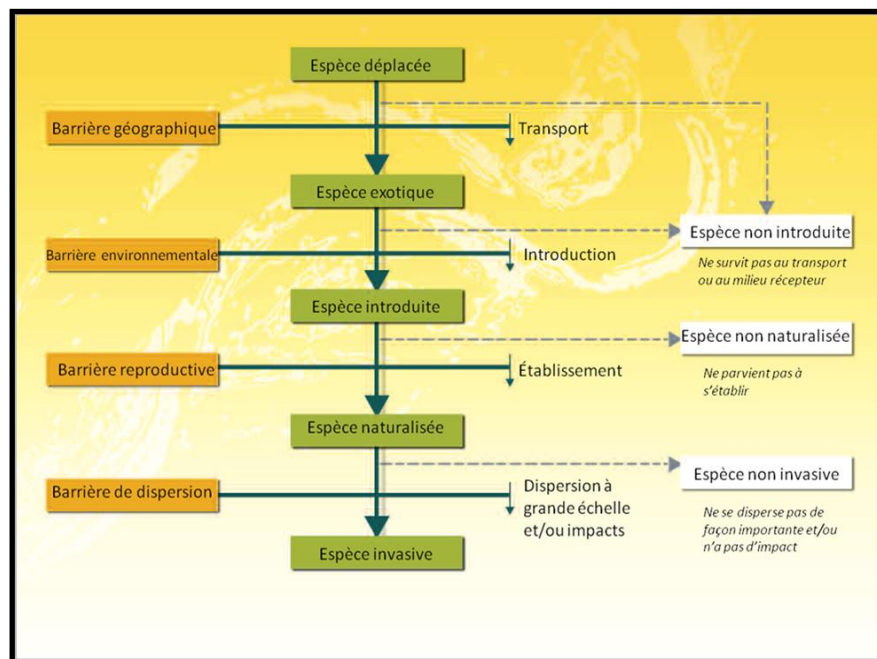 Espèce déplacée
Barrière géographique
Transport
Espèce exotique
Espèce non introduite
Ne survit pas au transport
ou au milieu récepteur
Barrière environnementale
Introduction
Espèce introduite
Espèce non naturalisée
Ne parvient pas à
s'établir
Barrière reproductive
Établissement
Espèce naturalisée
Espèce non invasive
Ne se disperse pas de
façon importante et/ou
n'a pas d'impact
Barrière de dispersion
Dispersion à
grande échelle
et/ou impacts
Espèce invasive